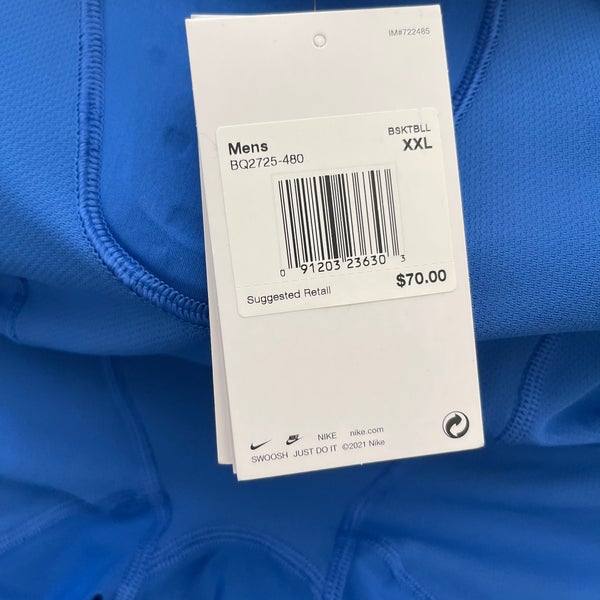 IM#722485
BSKTBLL
Mens XXL
BQ2725-480
0 91203 23630 3
Suggested Retail $70.00
NIKE nike.com
SWOOSH JUST DO IT ©2021 Nike